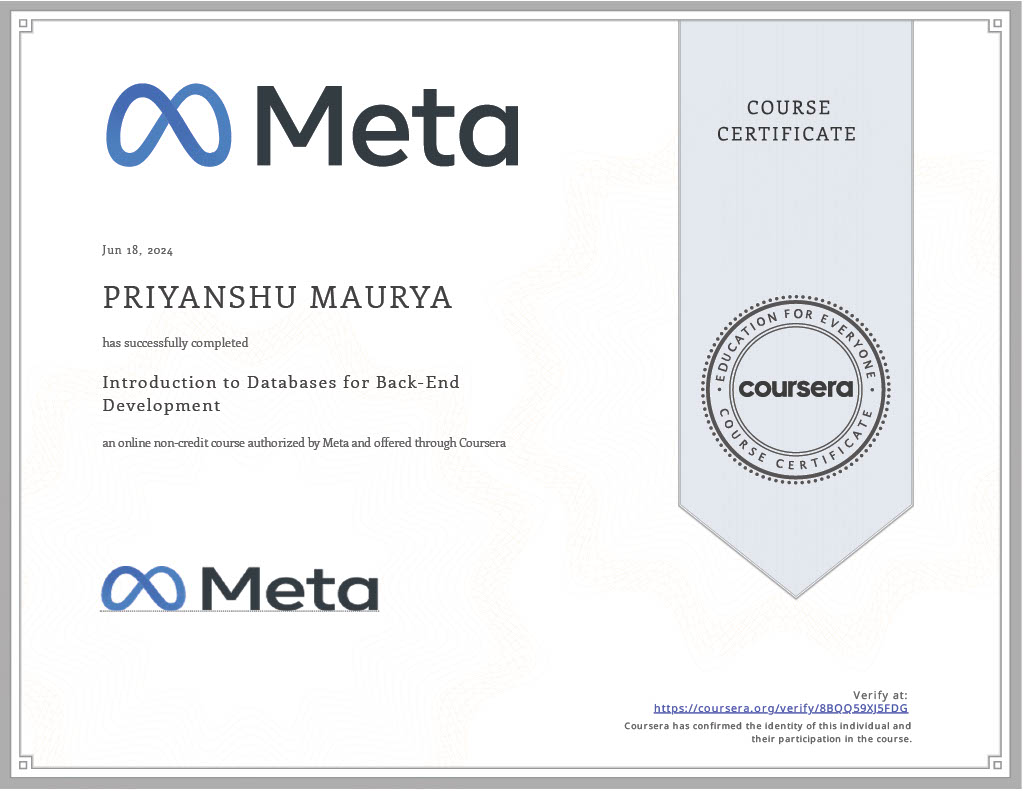 Meta
COURSE
CERTIFICATE
Jun 18, 2024
PRIYANSHU MAURYA
has successfully completed
Introduction to Databases for Back-End
Development
an online non-credit course authorized by Meta and offered through Coursera
EDUCATION FOR EVERYONE
coursera
COURSE CERTIFICATE
Meta
Verify at:
https://coursera.org/verify/8BQQ59XJ5FDG
Coursera has confirmed the identity of this individual and
their participation in the course.